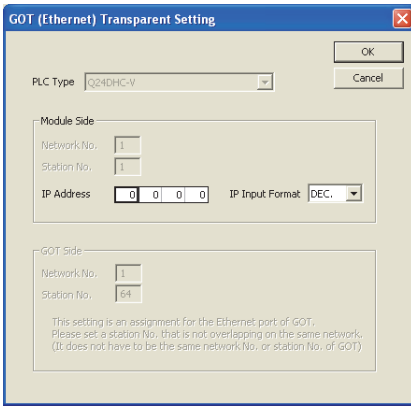 GOT (Ethernet) Transparent Setting
OK
PLC Type Q24DHC-V
Cancel
Module Side
Network No. 1
Station No. 1
IP Address 0 0 0 0 IP Input Format DEC.
GOT Side
Network No. 1
Station No. 64
This setting is an assignment for the Ethernet port of GOT.
Please set a station No. that is not overlapping on the same network.
(It does not have to be the same network No. or station No. of GOT)